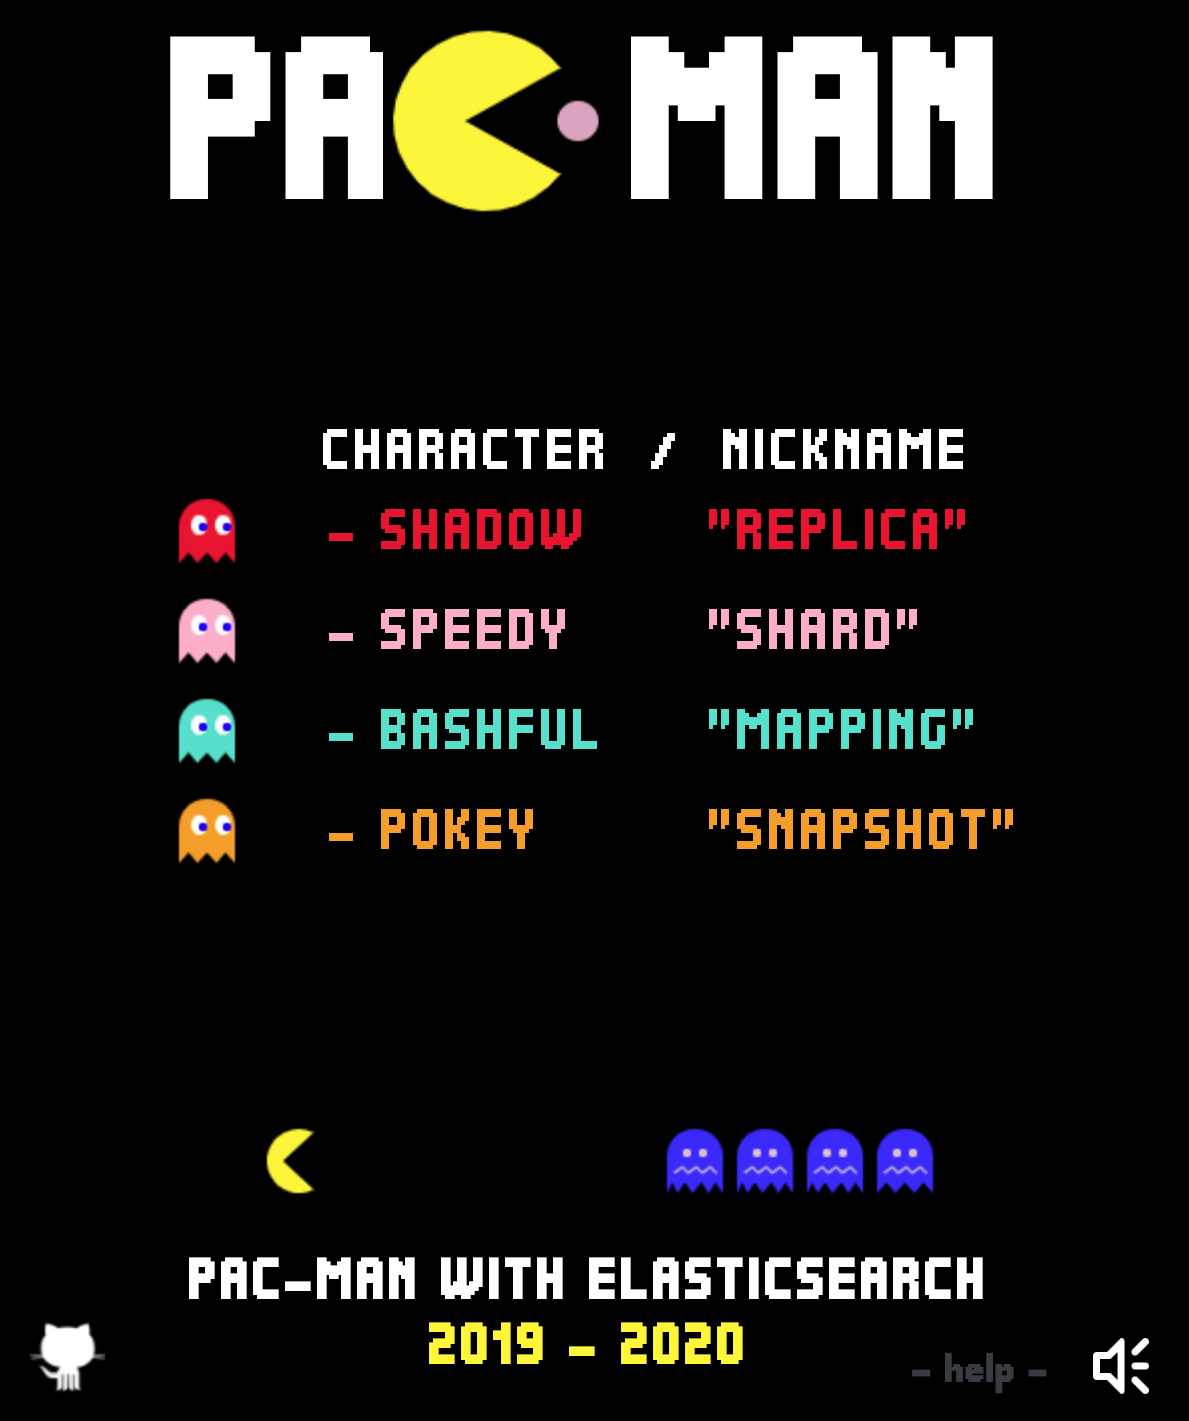 PAC-MAN
CHARACTER / NICKNAME
- SHADOW "REPLICA"
- SPEEDY "SHARD"
- BASHFUL "MAPPING"
- POKEY "SNAPSHOT"
PAC-MAN WITH ELASTICSEARCH
2019 - 2020
- help -